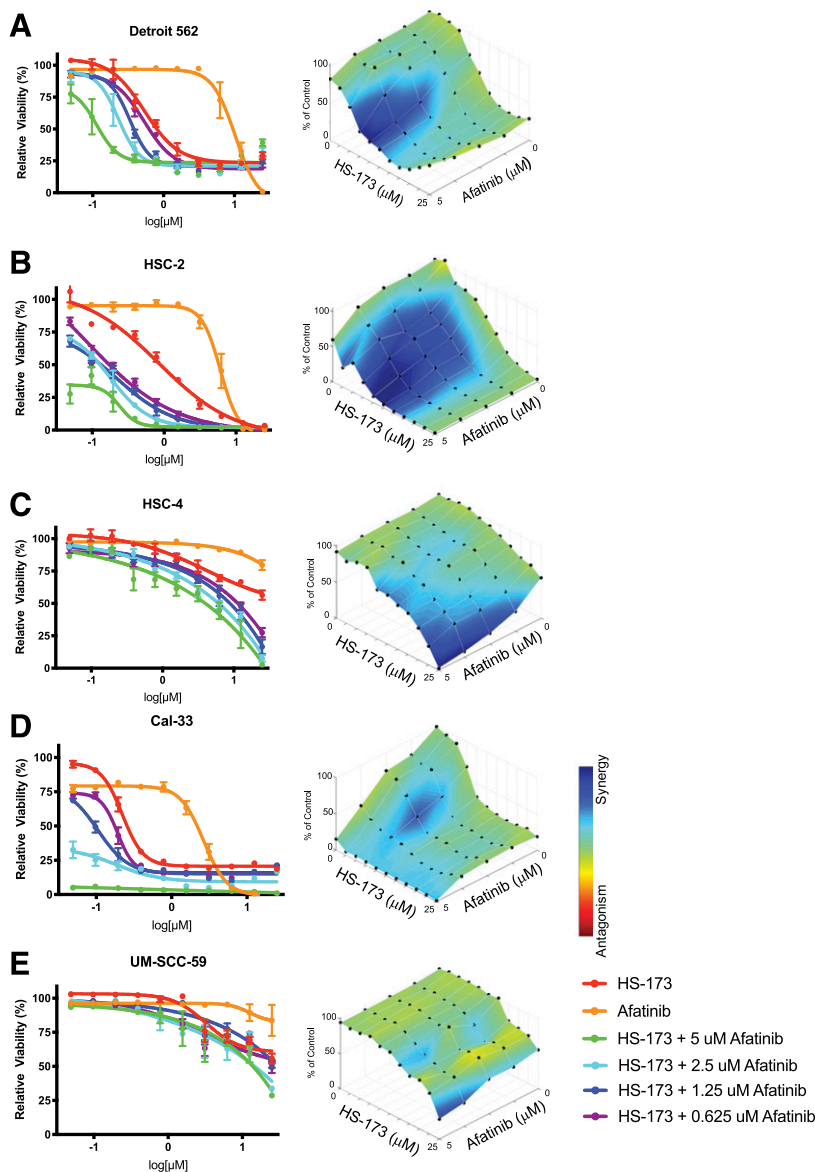 A
Detroit 562
Relative Viability (%)
100
75
50
25
0
-1
0
1
log[µM]
% of Control
100
50
0
0
HS-173 (µM)
25
5
Afatinib (µM)
0
B
HSC-2
Relative Viability (%)
100
75
50
25
0
-1
0
1
log[µM]
% of Control
100
50
0
0
HS-173 (µM)
25
5
Afatinib (µM)
0
C
HSC-4
Relative Viability (%)
100
75
50
25
0
-1
0
1
log[µM]
% of Control
100
50
0
0
HS-173 (µM)
25
5
Afatinib (µM)
0
D
Cal-33
Relative Viability (%)
100
75
50
25
0
-1
0
1
log[µM]
% of Control
100
50
0
0
HS-173 (µM)
25
5
Afatinib (µM)
0
Synergy
Antagonism
E
UM-SCC-59
Relative Viability (%)
100
75
50
25
0
-1
0
1
log[µM]
% of Control
100
50
0
0
HS-173 (µM)
25
5
Afatinib (µM)
0
HS-173
Afatinib
HS-173 + 5 uM Afatinib
HS-173 + 2.5 uM Afatinib
HS-173 + 1.25 uM Afatinib
HS-173 + 0.625 uM Afatinib